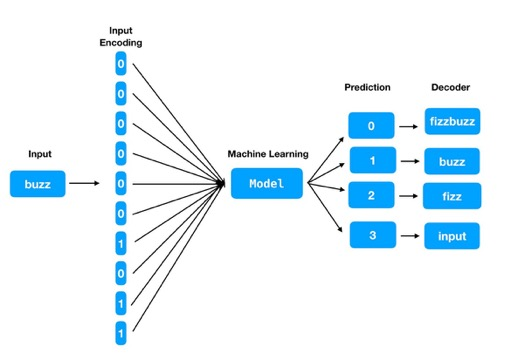 Input
Encoding
0
0
0
0
0
0
1
0
1
1
Input
buzz
Machine Learning
Model
Prediction
0
1
2
3
Decoder
fizzbuzz
buzz
fizz
input